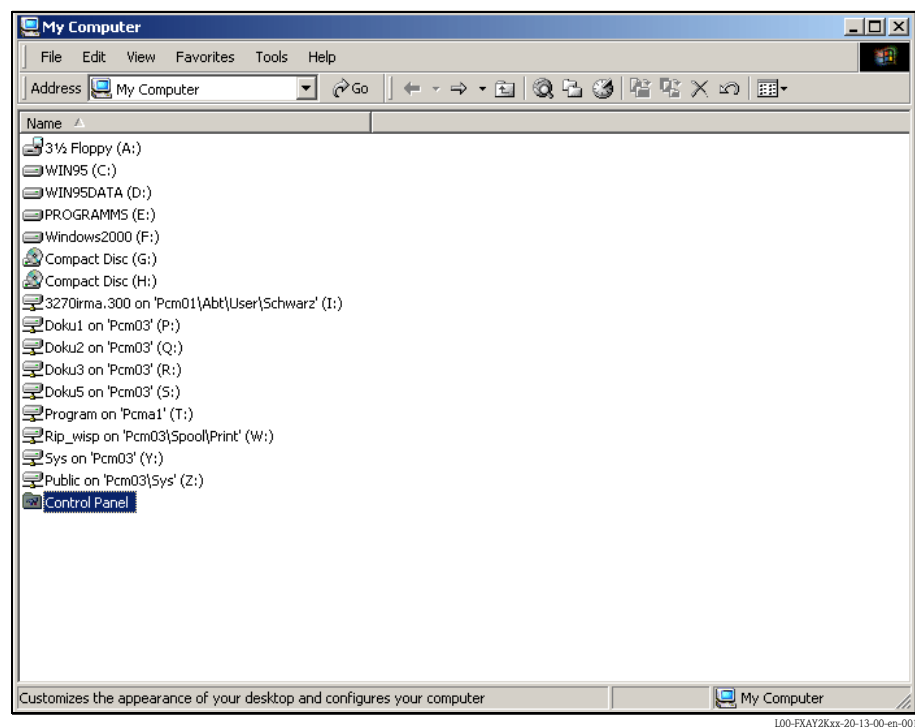 My Computer
File Edit View Favorites Tools Help
Address My Computer Go
Name
3½ Floppy (A:)
WIN95 (C:)
WIN95DATA (D:)
PROGRAMMS (E:)
Windows2000 (F:)
Compact Disc (G:)
Compact Disc (H:)
3270irma.300 on 'Pcm01\Abt\User\Schwarz' (I:)
Doku1 on 'Pcm03' (P:)
Doku2 on 'Pcm03' (Q:)
Doku3 on 'Pcm03' (R:)
Doku5 on 'Pcm03' (S:)
Program on 'Pcma1' (T:)
Rip_wisp on 'Pcm03\Spool\Print' (W:)
Sys on 'Pcm03' (Y:)
Public on 'Pcm03\Sys' (Z:)
Control Panel
Customizes the appearance of your desktop and configures your computer My Computer
L00-FXAY2Kxx-20-13-00-en-001